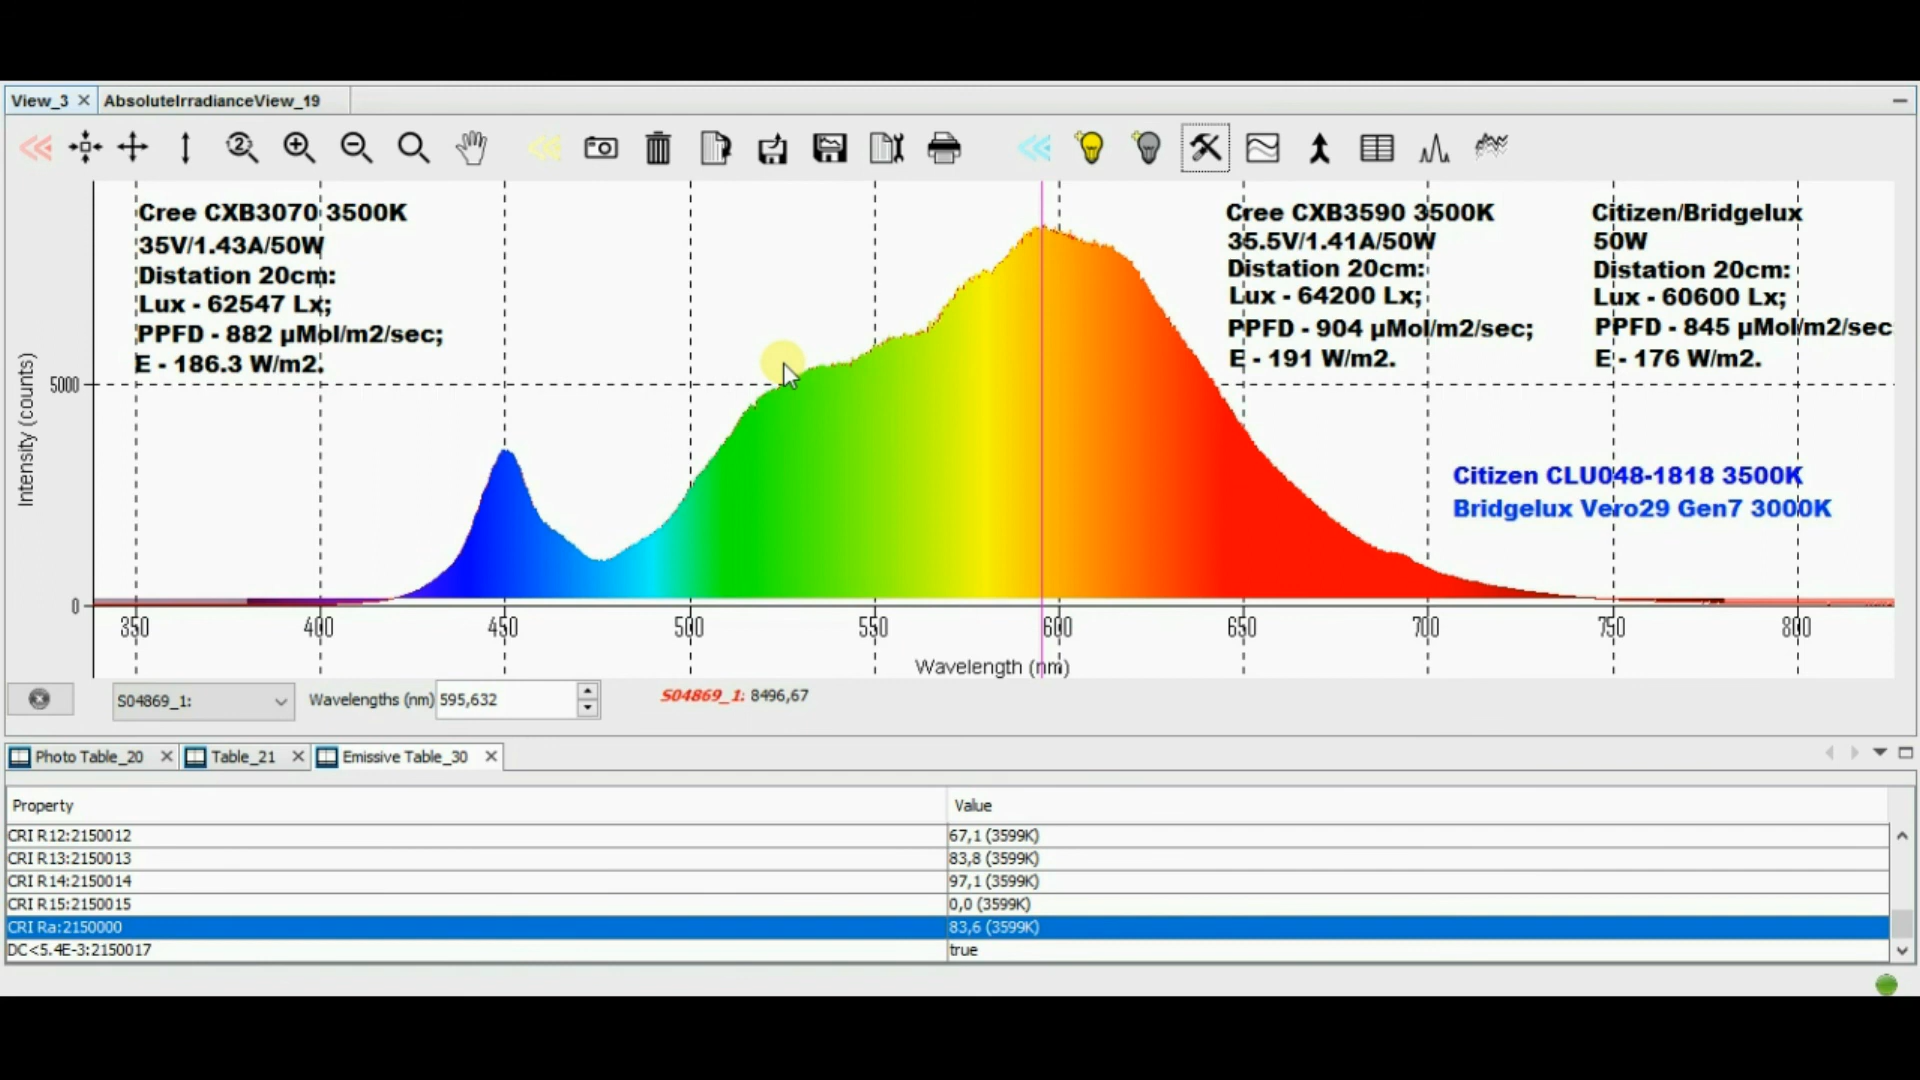 View_3
AbsoluteIrradianceView_19
Cree CXB3070 3500K
35V/1.43A/50W
Distation 20cm:
Lux - 62547 Lx;
PPFD - 882 µMol/m2/sec;
E - 186.3 W/m2.
Cree CXB3590 3500K
35.5V/1.41A/50W
Distation 20cm:
Lux - 64200 Lx;
PPFD - 904 µMol/m2/sec;
E - 191 W/m2.
Citizen/Bridgelux
50W
Distation 20cm:
Lux - 60600 Lx;
PPFD - 845 µMol/m2/sec
E - 176 W/m2.
Citizen CLU048-1818 3500K
Bridgelux Vero29 Gen7 3000K
Intensity (counts)
5000
0
350 400 450 500 550 600 650 700 750 800
Wavelength (nm)
S04869_1:
Wavelengths (nm) 595,632
S04869_1: 8496,67
Photo Table_20
Table_21
Emissive Table_30
Property Value
CRI R12:2150012 67,1 (3599K)
CRI R13:2150013 83,8 (3599K)
CRI R14:2150014 97,1 (3599K)
CRI R15:2150015 0,0 (3599K)
CRI Ra:2150000 83,6 (3599K)
DC<5.4E-3:2150017 true